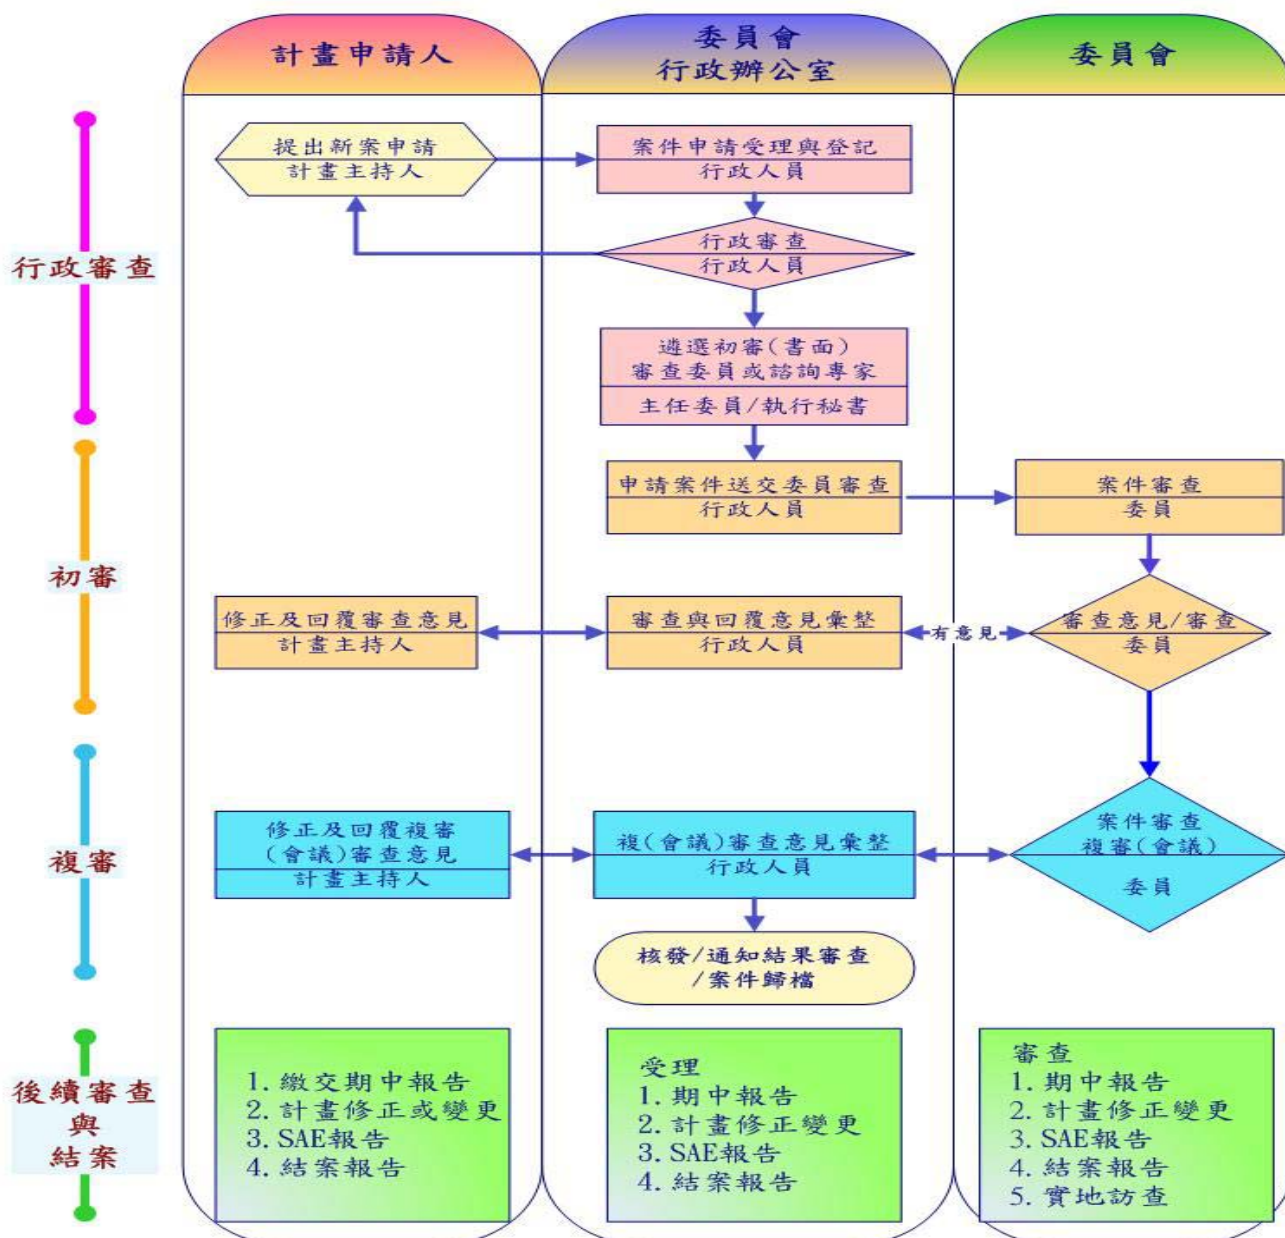 計畫申請人
委員會
行政辦公室
委員會
行政審查
提出新案申請
計畫主持人
案件申請受理與登記
行政人員
行政審查
行政人員
遴選初審(書面)
審查委員或諮詢專家
主任委員/執行秘書
初審
申請案件送交委員審查
行政人員
案件審查
委員
修正及回覆審查意見
計畫主持人
審查與回覆意見彙整
行政人員
有意見
審查意見/審查
委員
複審
修正及回覆複審
(會議)審查意見
計畫主持人
複(會議)審查意見彙整
行政人員
案件審查
複審(會議)
委員
核發/通知結果審查
/案件歸檔
後續審查
與
結案
1. 繳交期中報告
2. 計畫修正或變更
3. SAE報告
4. 結案報告
受理
1. 期中報告
2. 計畫修正變更
3. SAE報告
4. 結案報告
審查
1. 期中報告
2. 計畫修正變更
3. SAE報告
4. 結案報告
5. 實地訪查